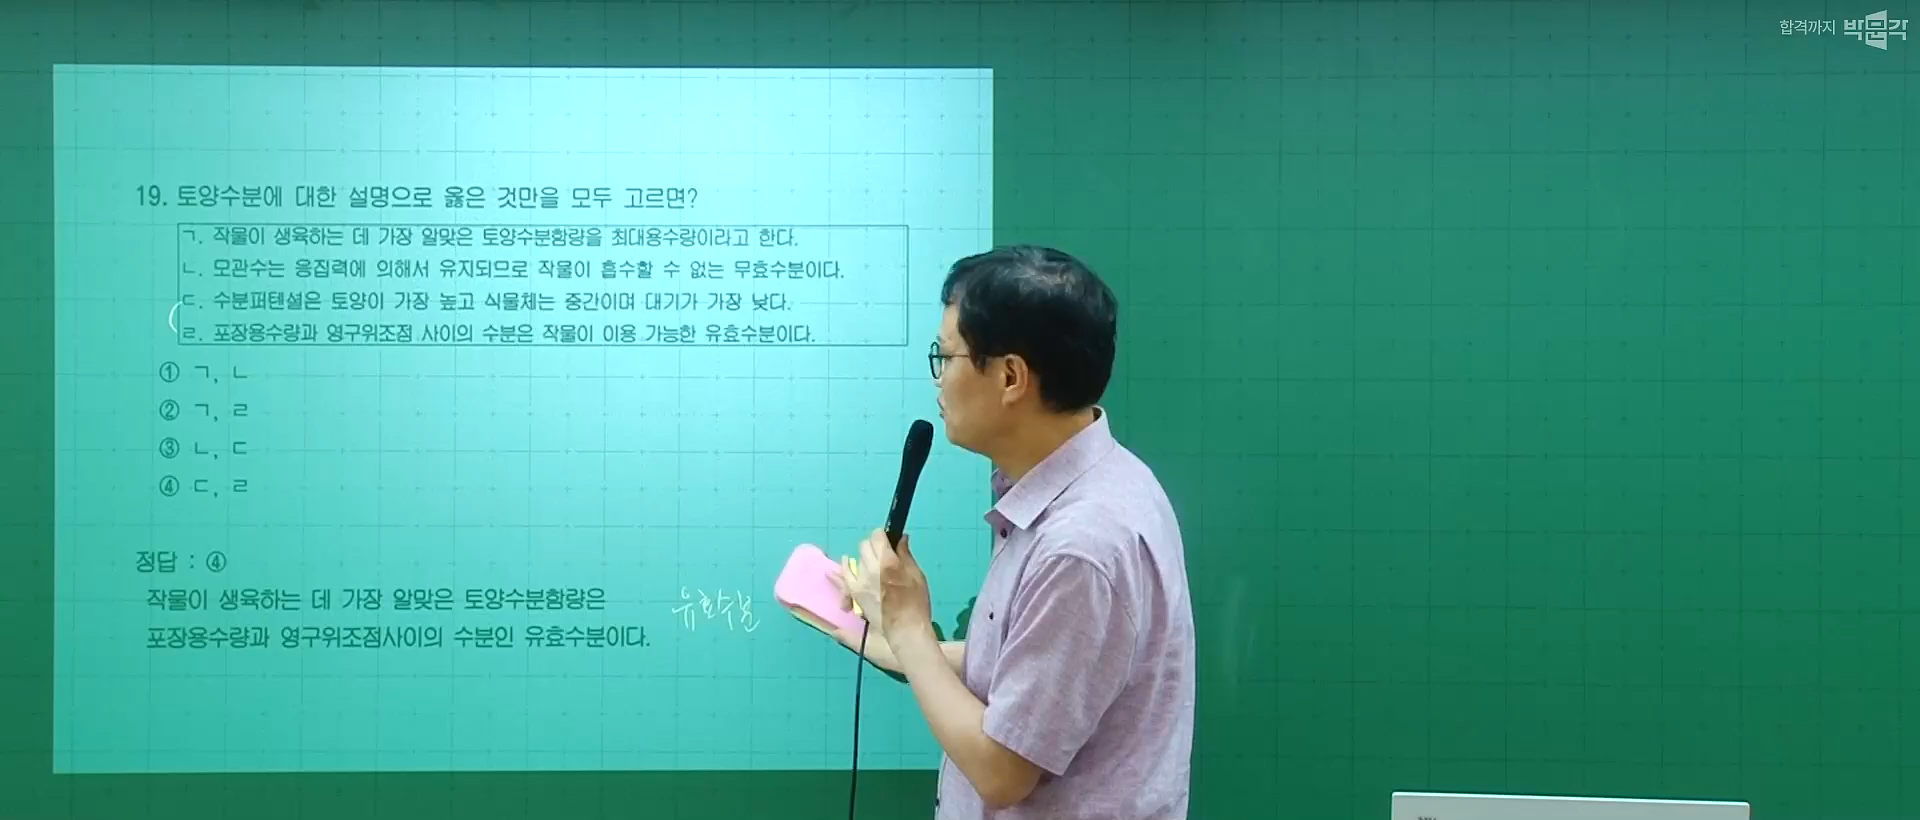 합격까지 박문각
19. 토양수분에 대한 설명으로 옳은 것만을 모두 고르면?
ㄱ. 작물이 생육하는 데 가장 알맞은 토양수분함량을 최대용수량이라고 한다.
ㄴ. 모관수는 응집력에 의해서 유지되므로 작물이 흡수할 수 없는 무효수분이다.
ㄷ. 수분퍼텐셜은 토양이 가장 높고 식물체는 중간이며 대기가 가장 낮다.
ㄹ. 포장용수량과 영구위조점 사이의 수분은 작물이 이용 가능한 유효수분이다.
① ㄱ, ㄴ
② ㄱ, ㄹ
③ ㄴ, ㄷ
④ ㄷ, ㄹ
정답 : ④
작물이 생육하는 데 가장 알맞은 토양수분함량은
포장용수량과 영구위조점사이의 수분인 유효수분이다.
유효수분